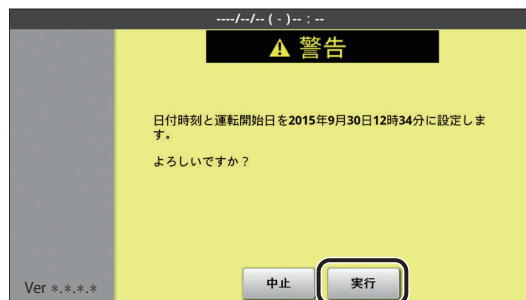 ----/--/-- ( - )-- : --
⚠ 警告
日付時刻と運転開始日を2015年9月30日12時34分に設定しま
す。
よろしいですか？
中止
実行
Ver *.*.*.*